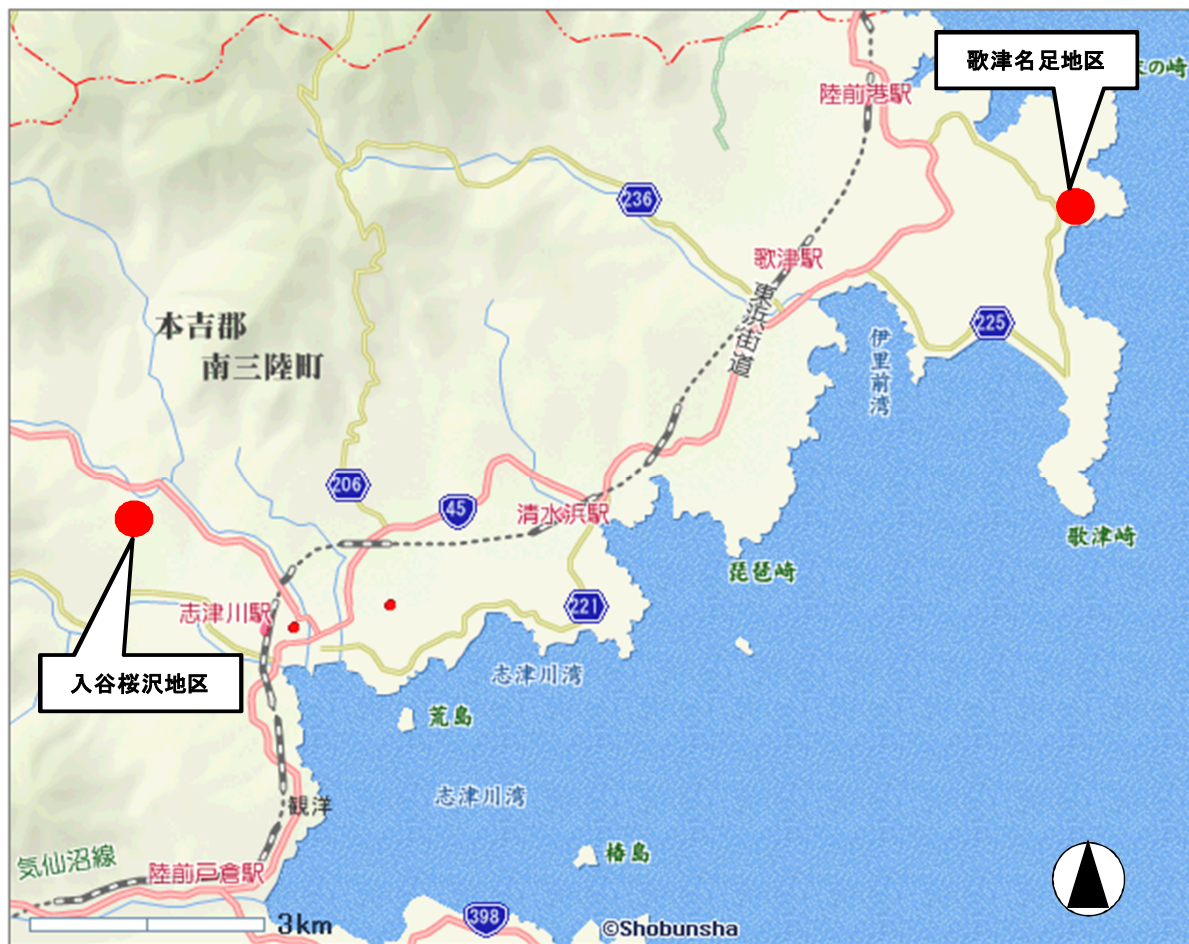 歌津名足地区
の崎
陸前港駅
236
歌津駅
東浜街道
225
伊里前湾
本吉郡
南三陸町
206
45
清水浜駅
歌津崎
琵琶崎
221
志津川駅
入谷桜沢地区
志津川湾
荒島
志津川湾
観洋
椿島
気仙沼線
陸前戸倉駅
3km
398
©Shobunsha